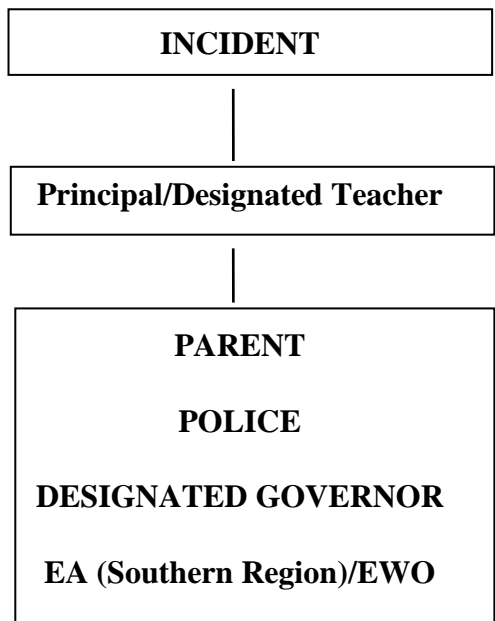 INCIDENT
Principal/Designated Teacher
PARENT
POLICE
DESIGNATED GOVERNOR
EA (Southern Region)/EWO